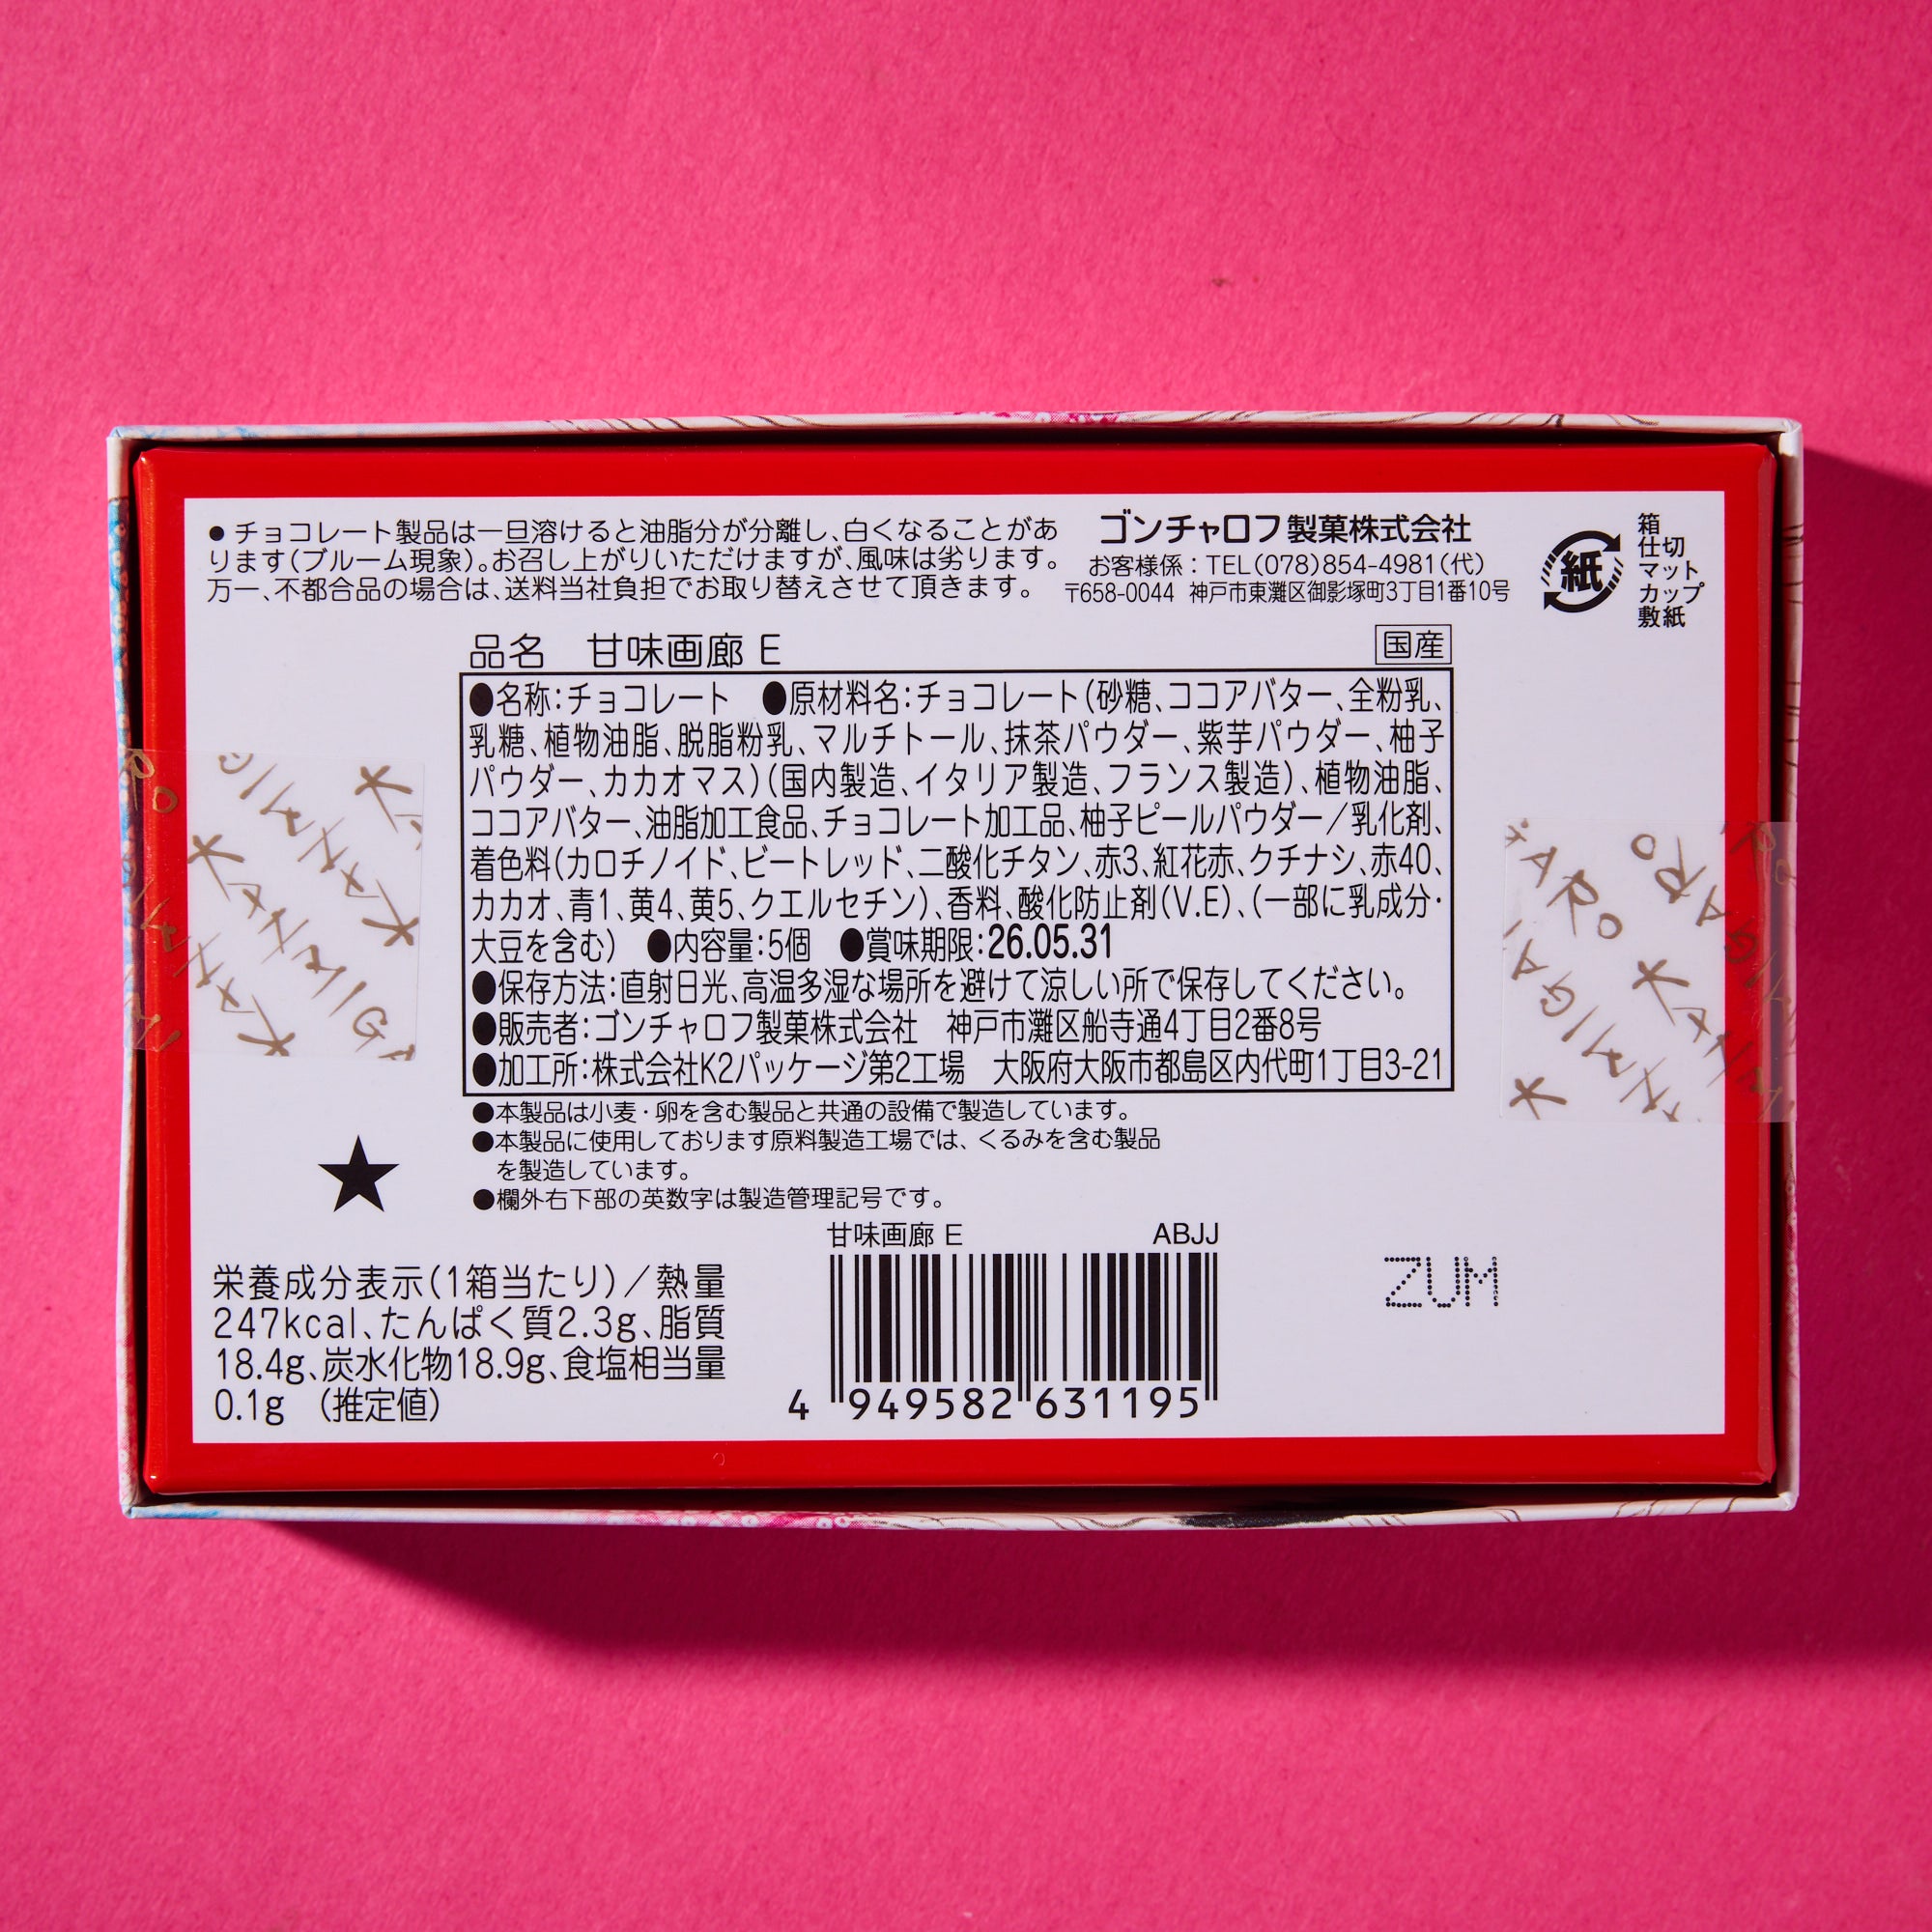 ● チョコレート製品は一旦溶けると油脂分が分離し、白くなることがあ
ります(ブルーム現象)。お召し上がりいただけますが、風味は劣ります。
万一、不都合品の場合は、送料当社負担でお取り替えさせて頂きます。
ゴンチャロフ製菓株式会社
お客様係：TEL(078)854-4981(代)
〒658-0044 神戸市東灘区御影塚町3丁目1番10号
紙
箱
仕切
マット
カップ
敷紙
品名 甘味画廊 E
国産
●名称：チョコレート ●原材料名：チョコレート(砂糖、ココアバター、全粉乳、
乳糖、植物油脂、脱脂粉乳、マルチトール、抹茶パウダー、紫芋パウダー、柚子
パウダー、カカオマス)(国内製造、イタリア製造、フランス製造)、植物油脂、
ココアバター、油脂加工食品、チョコレート加工品、柚子ピールパウダー／乳化剤、
着色料(カロチノイド、ビートレッド、二酸化チタン、赤3、紅花赤、クチナシ、赤40、
カカオ、青1、黄4、黄5、クエルセチン)、香料、酸化防止剤(V.E)、(一部に乳成分・
大豆を含む) ●内容量：5個 ●賞味期限：26.05.31
●保存方法：直射日光、高温多湿な場所を避けて涼しい所で保存してください。
●販売者：ゴンチャロフ製菓株式会社 神戸市灘区船寺通4丁目2番8号
●加工所：株式会社K2パッケージ第2工場 大阪府大阪市都島区内代町1丁目3-21
●本製品は小麦・卵を含む製品と共通の設備で製造しています。
●本製品に使用しております原料製造工場では、くるみを含む製品
を製造しています。
●欄外右下部の英数字は製造管理記号です。
★
栄養成分表示(1箱当たり)／熱量
247kcal、たんぱく質2.3g、脂質
18.4g、炭水化物18.9g、食塩相当量
0.1g (推定値)
甘味画廊 E ABJJ
4 949582 631195
ZUM